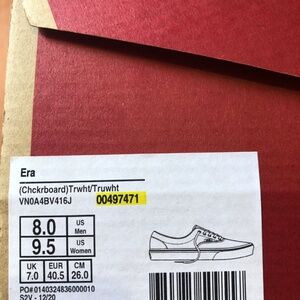 Era
(Chckrboard)Trwht/Truwht
VN0A4BV416J 00497471
8.0 US Men
9.5 US Women
UK EUR CM
7.0 40.5 26.0
PO#0140324836000010
S2V - 12/20